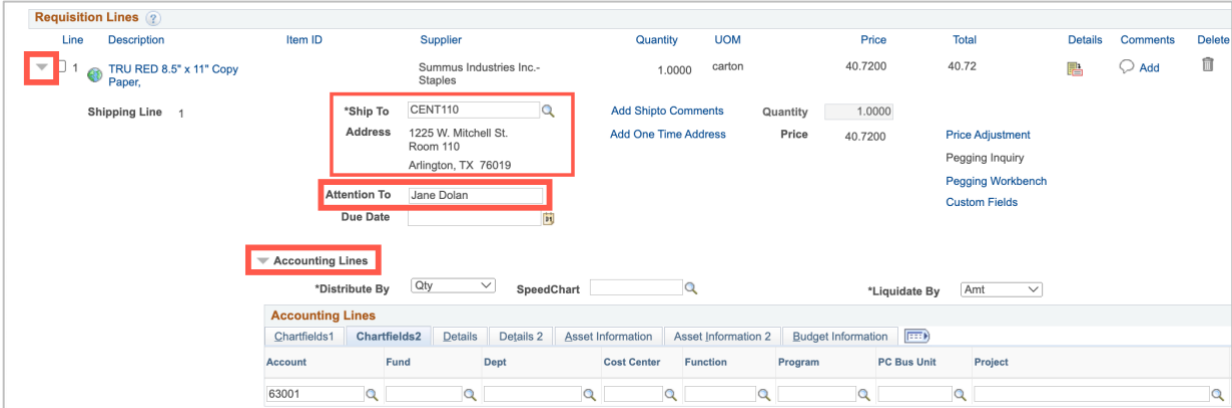 Requisition Lines ?
Line Description Item ID Supplier Quantity UOM Price Total Details Comments Delete
1 TRU RED 8.5" x 11" Copy Paper, Summus Industries Inc.- Staples 1.0000 carton 40.7200 40.72 Add
Shipping Line 1 *Ship To CENT110 Add Shipto Comments Quantity 1.0000
Address 1225 W. Mitchell St. Add One Time Address Price 40.7200 Price Adjustment
Room 110 Pegging Inquiry
Arlington, TX 76019 Pegging Workbench
Attention To Jane Dolan Custom Fields
Due Date 31
Accounting Lines
*Distribute By Qty SpeedChart *Liquidate By Amt
Accounting Lines
Chartfields1 Chartfields2 Details Details 2 Asset Information Asset Information 2 Budget Information
Account Fund Dept Cost Center Function Program PC Bus Unit Project
63001